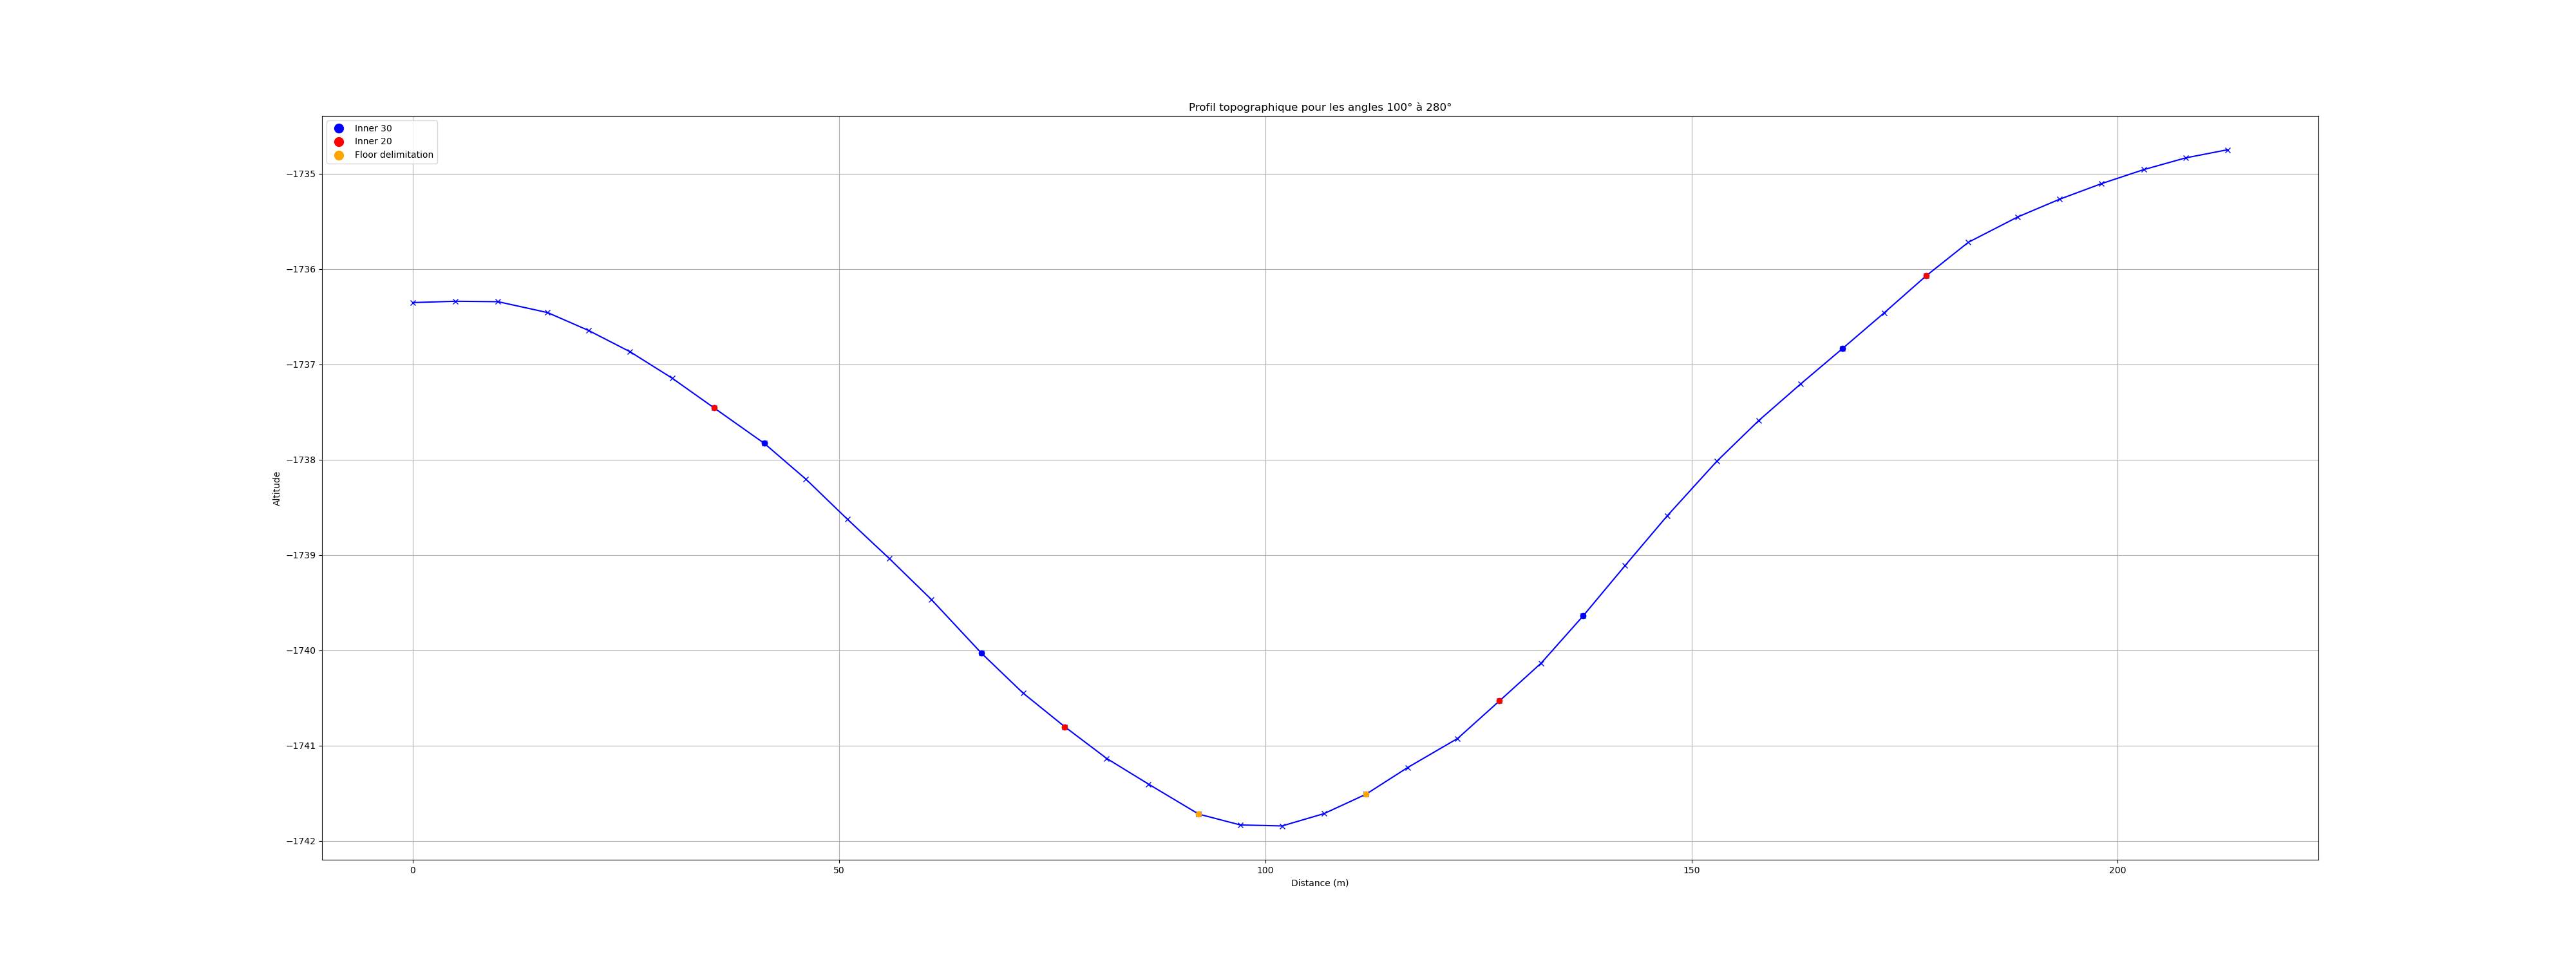 Profil topographique pour les angles 100° à 280°
Inner 30
Inner 20
Floor delimitation
−1735
−1736
−1737
−1738
−1739
−1740
−1741
−1742
Altitude
0 50 100 150 200
Distance (m)